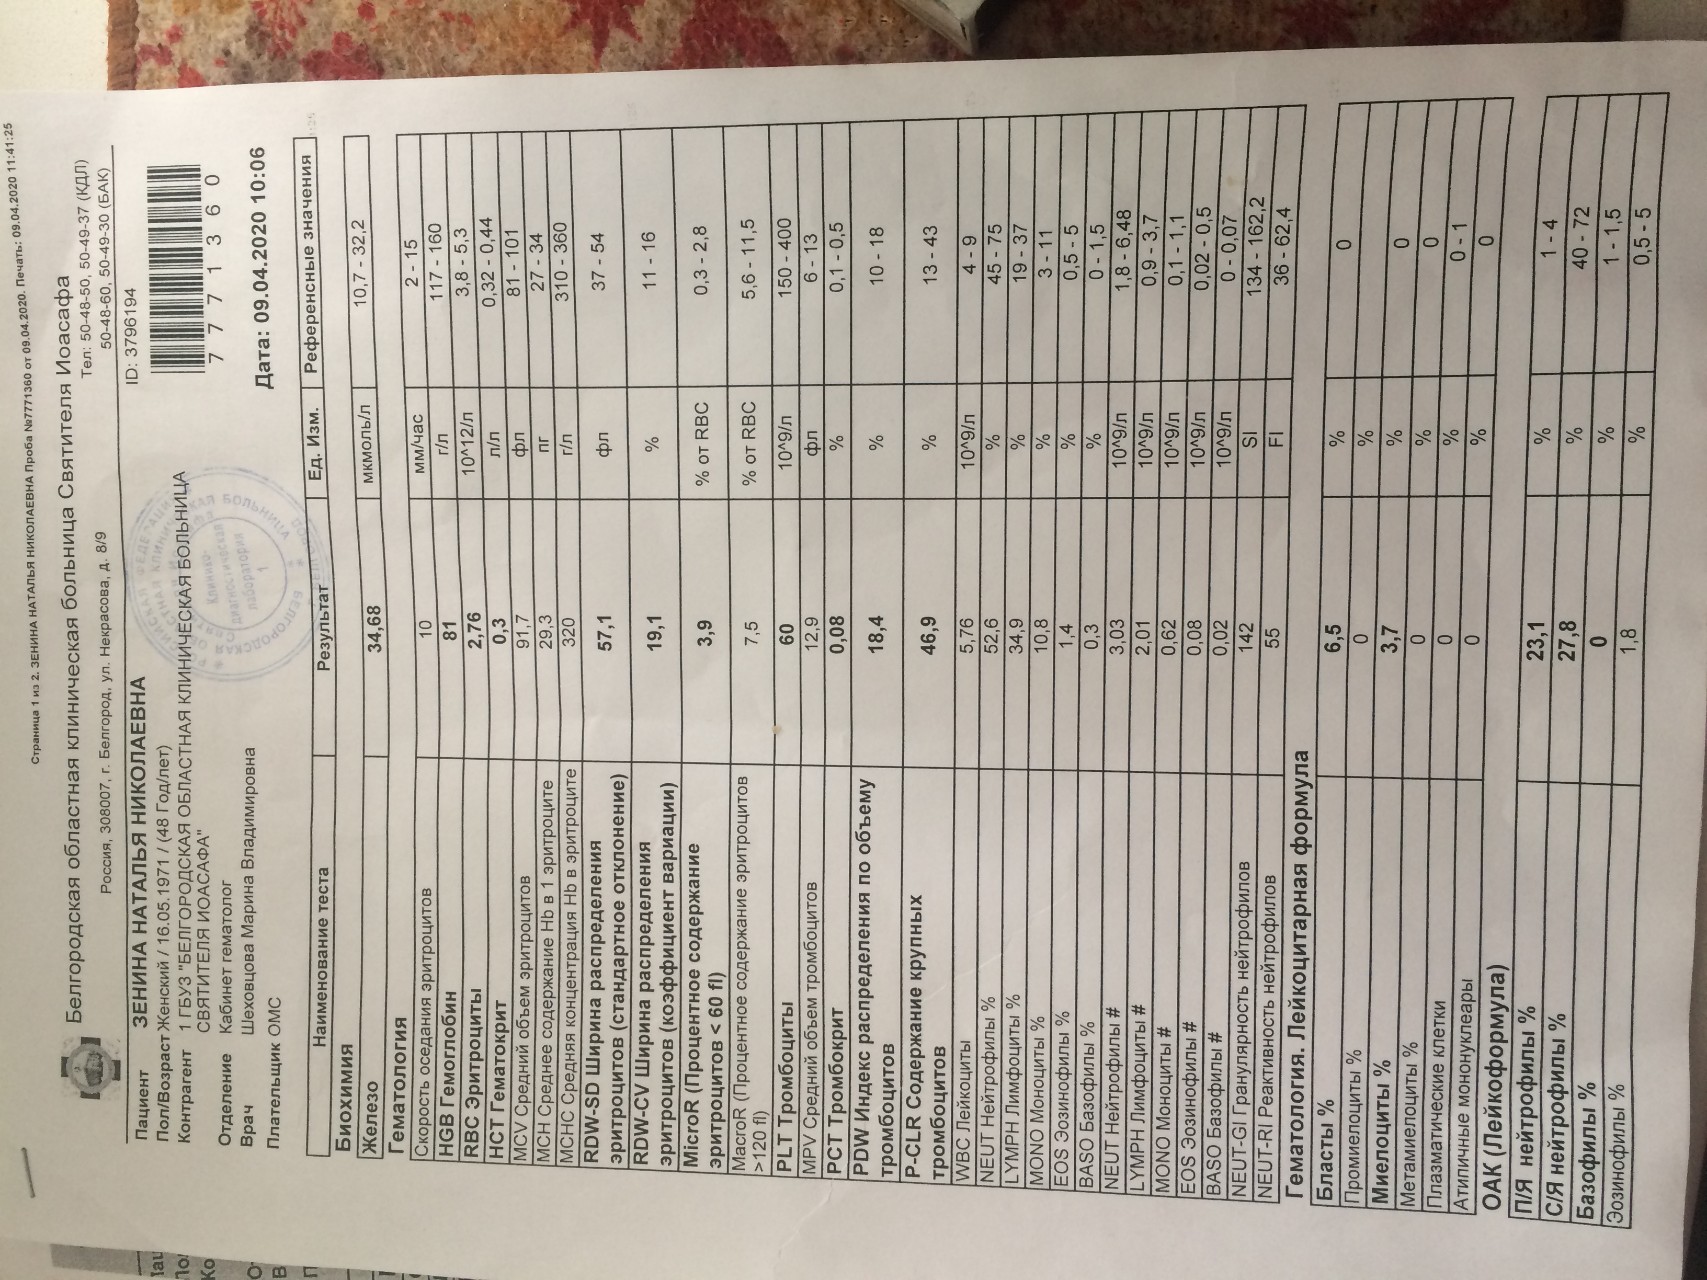 Страница 1 из 2. ЗЕНИНА НАТАЛЬЯ НИКОЛАЕВНА Проба №7771360 от 09.04.2020. Печать: 09.04.2020 11:41:25
Белгородская областная клиническая больница Святителя Иоасафа
Россия, 308007, г. Белгород, ул. Некрасова, д. 8/9
Тел: 50-48-50, 50-49-37 (КДЛ)
50-48-60, 50-49-30 (БАК)
Пациент ЗЕНИНА НАТАЛЬЯ НИКОЛАЕВНА
ID: 3796194
Пол/Возраст Женский / 16.05.1971 / (48 Год/лет)
Контрагент 1 ГБУЗ "БЕЛГОРОДСКАЯ ОБЛАСТНАЯ КЛИНИЧЕСКАЯ БОЛЬНИЦА
СВЯТИТЕЛЯ ИОАСАФА"
7771360
Отделение Кабинет гематолог
Врач Шеховцова Марина Владимировна
Плательщик ОМС
Дата: 09.04.2020 10:06
Клинико-
диагностическая
лаборатория
1
Наименование теста Результат Ед. Изм. Референсные значения
Биохимия
Железо 34,68 мкмоль/л 10,7 - 32,2
Гематология
Скорость оседания эритроцитов 10 мм/час 2 - 15
HGB Гемоглобин 81 г/л 117 - 160
RBC Эритроциты 2,76 10^12/л 3,8 - 5,3
HCT Гематокрит 0,3 л/л 0,32 - 0,44
MCV Средний объем эритроцитов 91,7 фл 81 - 101
MCH Среднее содержание Hb в 1 эритроците 29,3 пг 27 - 34
MCHC Средняя концентрация Hb в эритроците 320 г/л 310 - 360
RDW-SD Ширина распределения
эритроцитов (стандартное отклонение) 57,1 фл 37 - 54
RDW-CV Ширина распределения
эритроцитов (коэффициент вариации) 19,1 % 11 - 16
MicroR (Процентное содержание
эритроцитов < 60 fl) 3,9 % от RBC 0,3 - 2,8
MacroR (Процентное содержание эритроцитов
>120 fl) 7,5 % от RBC 5,6 - 11,5
PLT Тромбоциты 60 10^9/л 150 - 400
MPV Средний объем тромбоцитов 12,9 фл 6 - 13
PCT Тромбокрит 0,08 % 0,1 - 0,5
PDW Индекс распределения по объему
тромбоцитов 18,4 % 10 - 18
P-CLR Содержание крупных
тромбоцитов 46,9 % 13 - 43
WBC Лейкоциты 5,76 10^9/л 4 - 9
NEUT Нейтрофилы % 52,6 % 45 - 75
LYMPH Лимфоциты % 34,9 % 19 - 37
MONO Моноциты % 10,8 % 3 - 11
EOS Эозинофилы % 1,4 % 0,5 - 5
BASO Базофилы % 0,3 % 0 - 1,5
NEUT Нейтрофилы # 3,03 10^9/л 1,8 - 6,48
LYMPH Лимфоциты # 2,01 10^9/л 0,9 - 3,7
MONO Моноциты # 0,62 10^9/л 0,1 - 1,1
EOS Эозинофилы # 0,08 10^9/л 0,02 - 0,5
BASO Базофилы # 0,02 10^9/л 0 - 0,07
NEUT-GI Гранулярность нейтрофилов 142 SI 134 - 162,2
NEUT-RI Реактивность нейтрофилов 55 FI 36 - 62,4
Гематология. Лейкоцитарная формула
Бласты % 6,5 % 0
Промиелоциты % 0 %
Миелоциты % 3,7 % 0
Метамиелоциты % 0 % 0
Плазматические клетки 0 % 0 - 1
Атипичные мононуклеары 0 % 0
ОАК (Лейкоформула)
П/Я нейтрофилы % 23,1 % 1 - 4
С/Я нейтрофилы % 27,8 % 40 - 72
Базофилы % 0 % 1 - 1,5
Эозинофилы % 1,8 % 0,5 - 5